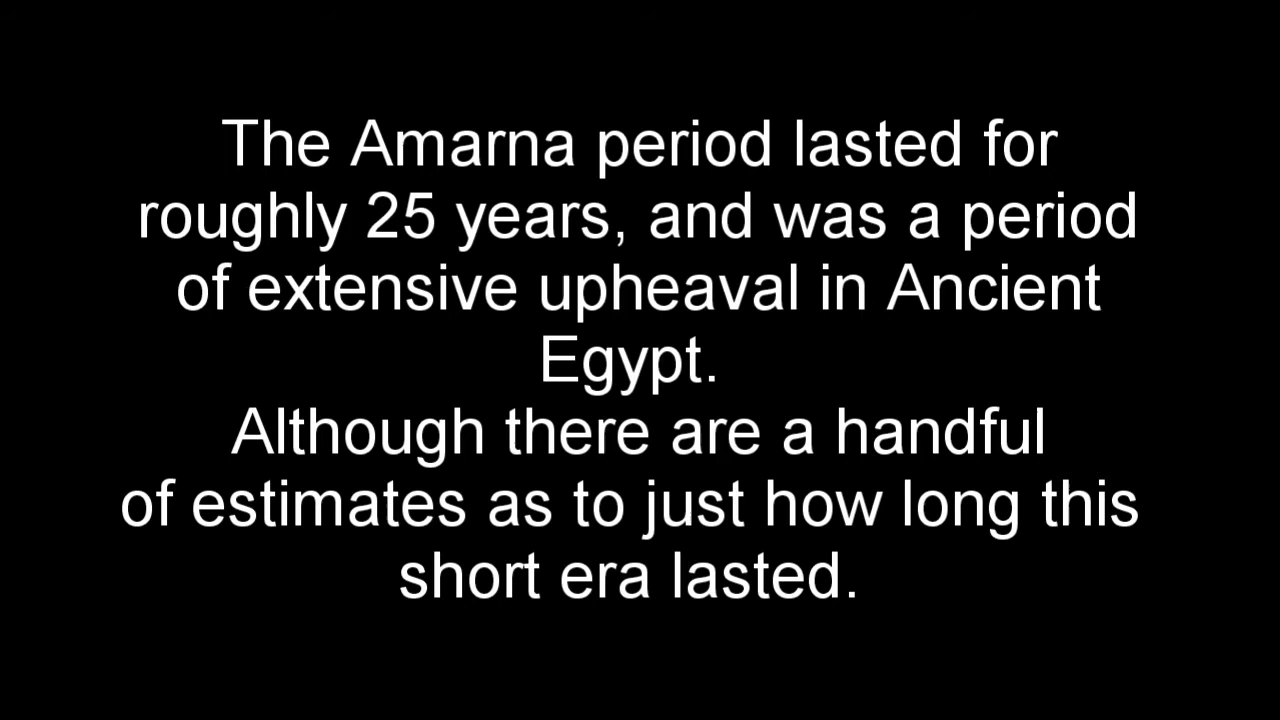 The Amarna period lasted for
roughly 25 years, and was a period
of extensive upheaval in Ancient
Egypt.
Although there are a handful
of estimates as to just how long this
short era lasted.